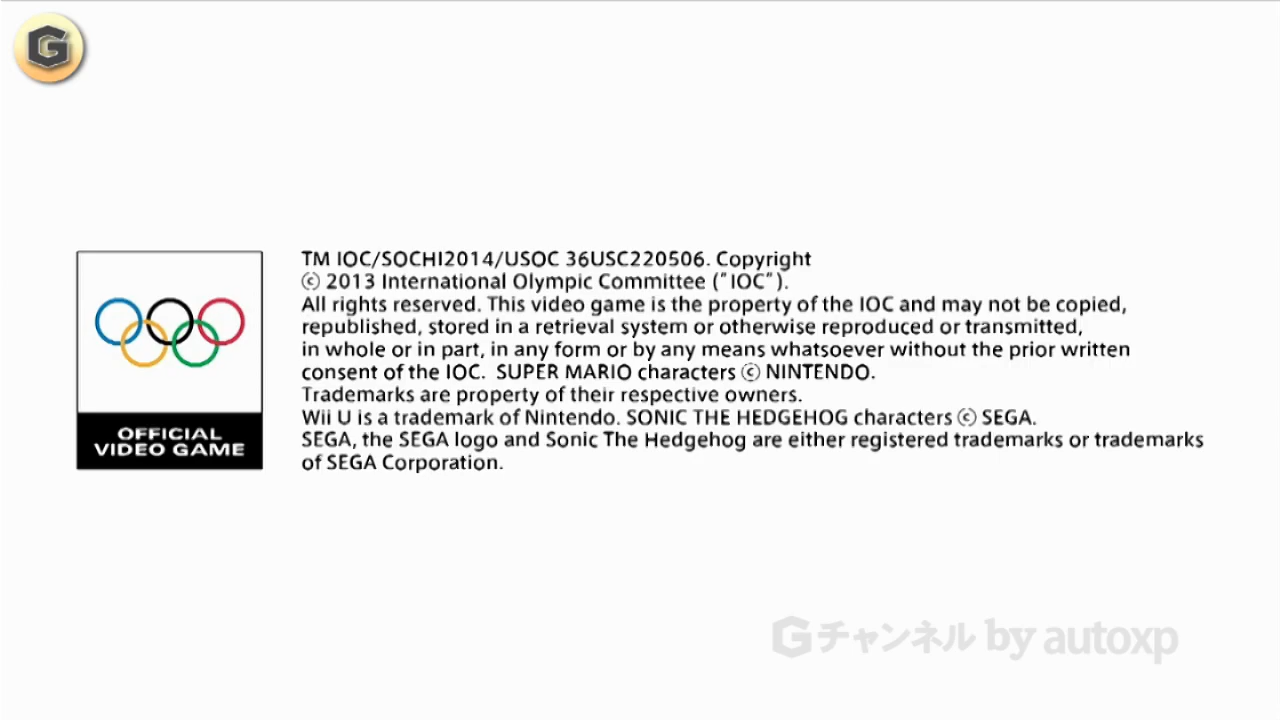 G
TM IOC/SOCHI2014/USOC 36USC220506. Copyright
ⓒ 2013 International Olympic Committee ("IOC").
All rights reserved. This video game is the property of the IOC and may not be copied,
republished, stored in a retrieval system or otherwise reproduced or transmitted,
in whole or in part, in any form or by any means whatsoever without the prior written
consent of the IOC. SUPER MARIO characters ⓒ NINTENDO.
Trademarks are property of their respective owners.
Wii U is a trademark of Nintendo. SONIC THE HEDGEHOG characters ⓒ SEGA.
SEGA, the SEGA logo and Sonic The Hedgehog are either registered trademarks or trademarks
of SEGA Corporation.
OFFICIAL
VIDEO GAME
Gチャンネル by autoxp